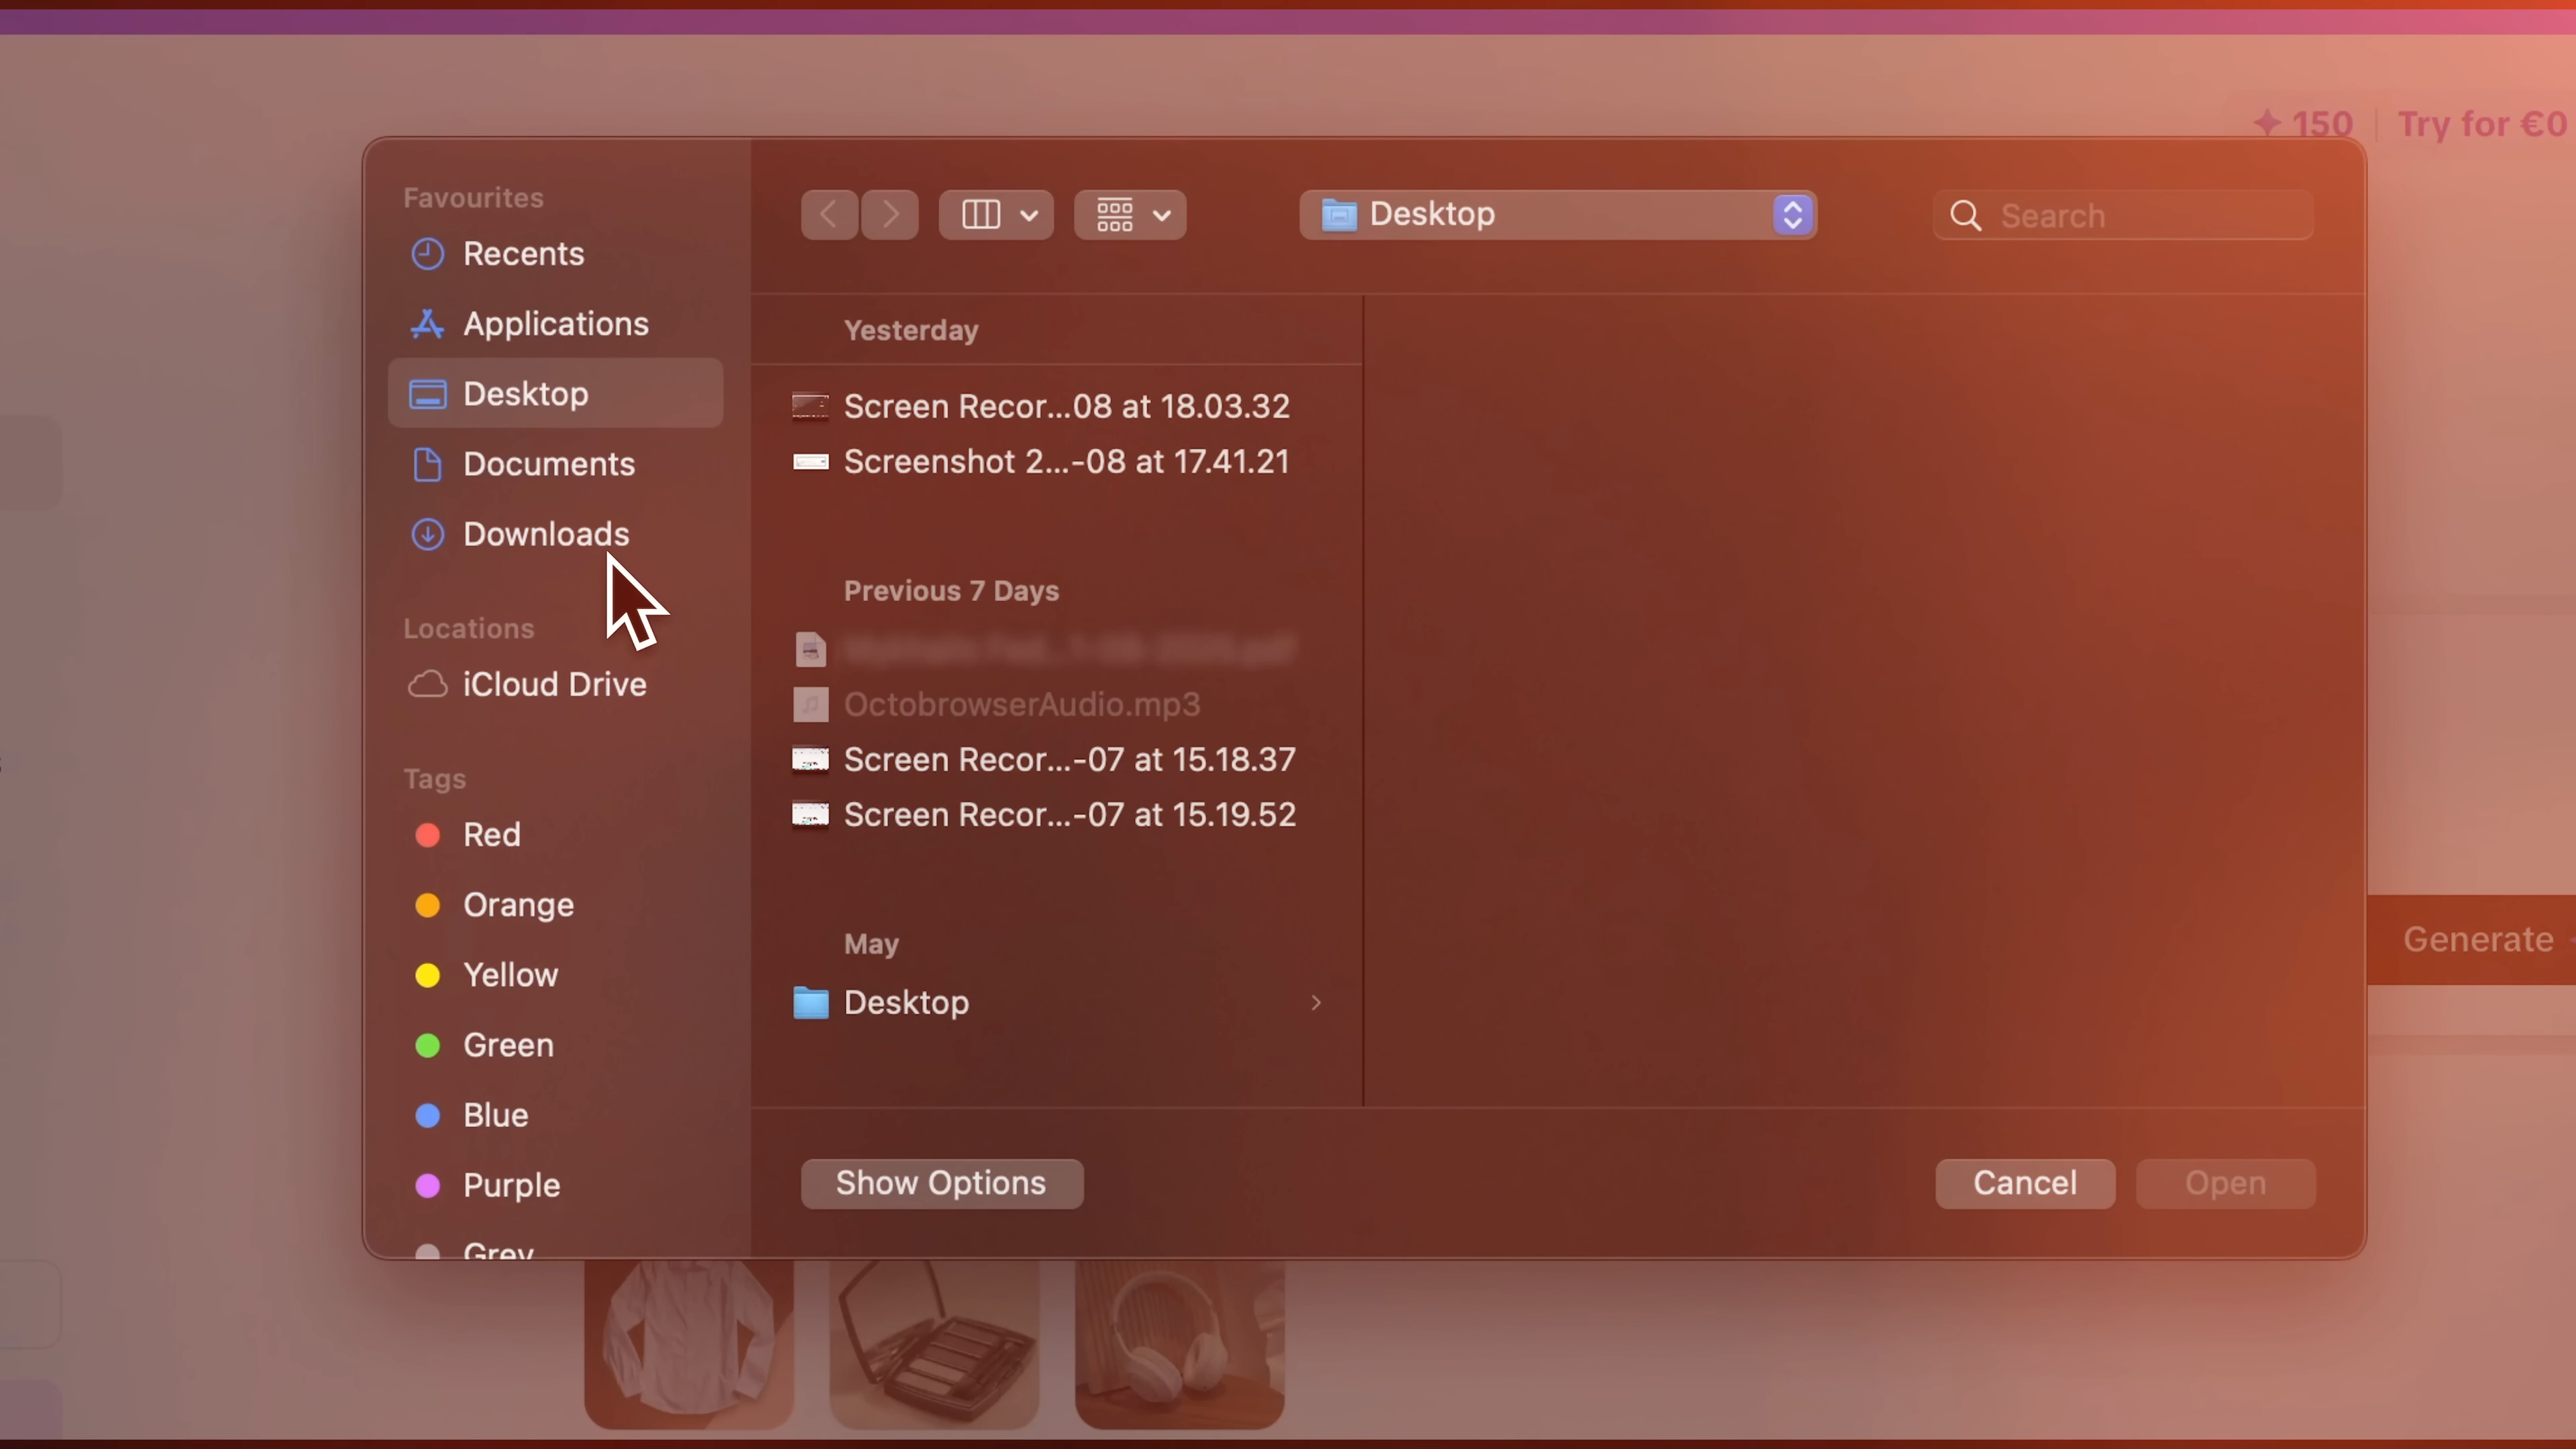 150 Try for €0
Favourites
Recents
Applications
Desktop
Documents
Downloads
Locations
iCloud Drive
Tags
Red
Orange
Yellow
Green
Blue
Purple
Grey
Desktop
Search
Yesterday
Screen Recor...08 at 18.03.32
Screenshot 2...-08 at 17.41.21
Previous 7 Days
OctobrowserAudio.mp3
Screen Recor...-07 at 15.18.37
Screen Recor...-07 at 15.19.52
May
Desktop
Show Options
Cancel
Open
Generate